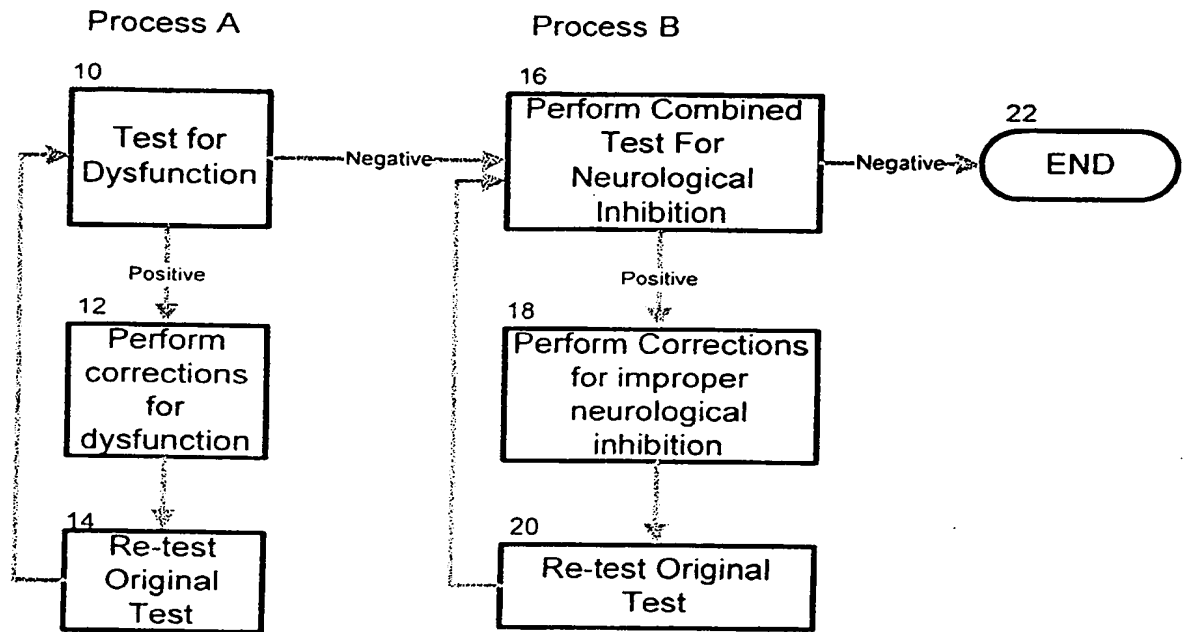 Process A
Process B
10
Test for
Dysfunction
Negative
16
Perform Combined
Test For
Neurological
Inhibition
Negative
22
END
Positive
Positive
12
Perform
corrections
for
dysfunction
18
Perform Corrections
for improper
neurological
inhibition
14
Re-test
Original
Test
20
Re-test Original
Test